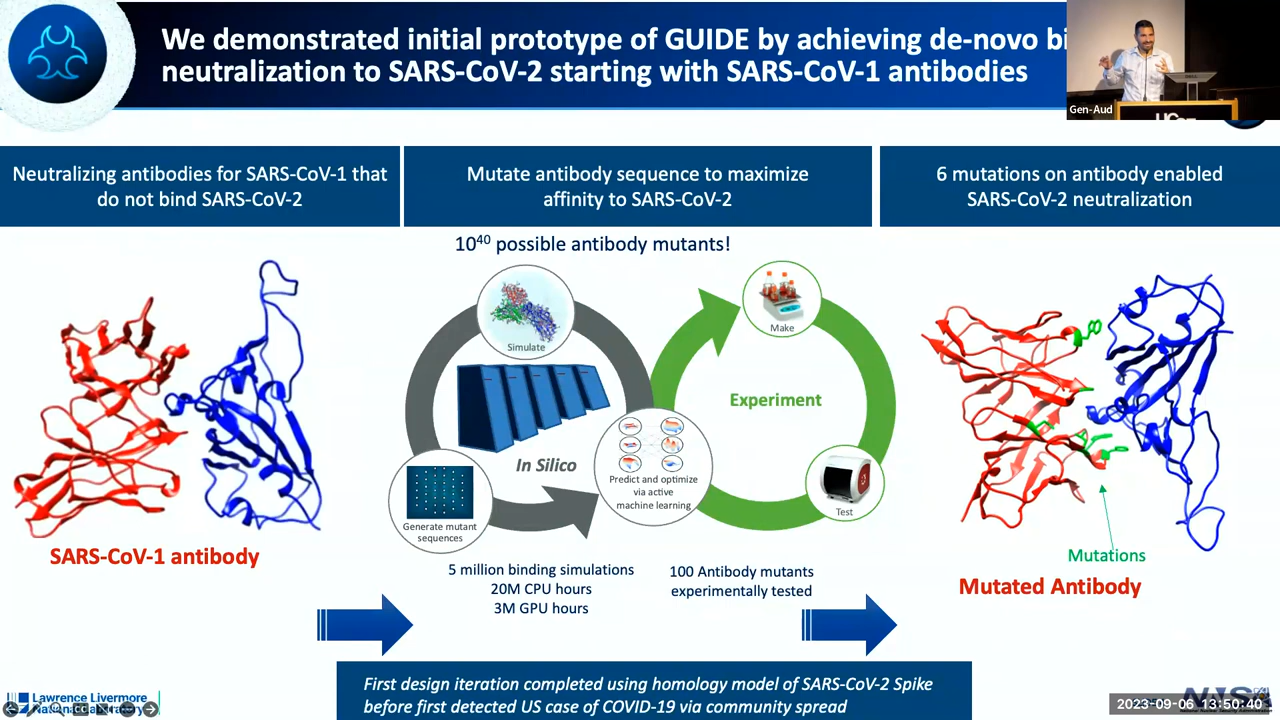 We demonstrated initial prototype of GUIDE by achieving de-novo
neutralization to SARS-CoV-2 starting with SARS-CoV-1 antibodies
Gen-Aud
DELL
Neutralizing antibodies for SARS-CoV-1 that
do not bind SARS-CoV-2
Mutate antibody sequence to maximize
affinity to SARS-CoV-2
6 mutations on antibody enabled
SARS-CoV-2 neutralization
10⁴⁰ possible antibody mutants!
Simulate
Make
Experiment
In Silico
Predict and optimize
via active
machine learning
Generate mutant
sequences
Test
SARS-CoV-1 antibody
5 million binding simulations
20M CPU hours
3M GPU hours
100 Antibody mutants
experimentally tested
Mutations
Mutated Antibody
First design iteration completed using homology model of SARS-CoV-2 Spike
before first detected US case of COVID-19 via community spread
Lawrence Livermore
National Laboratory
2023-09-06 13:50:40